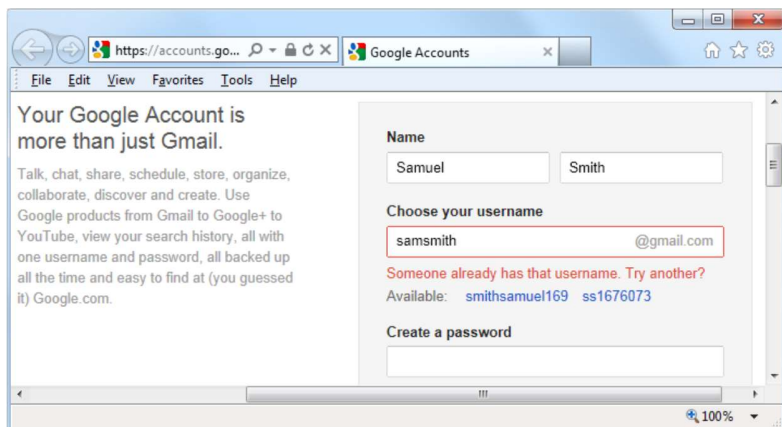 https://accounts.go...
Google Accounts
File Edit View Favorites Tools Help
Your Google Account is
more than just Gmail.
Talk, chat, share, schedule, store, organize,
collaborate, discover and create. Use
Google products from Gmail to Google+ to
YouTube, view your search history, all with
one username and password, all backed up
all the time and easy to find at (you guessed
it) Google.com.
Name
Samuel Smith
Choose your username
samsmith @gmail.com
Someone already has that username. Try another?
Available: smithsamuel169 ss1676073
Create a password
100%